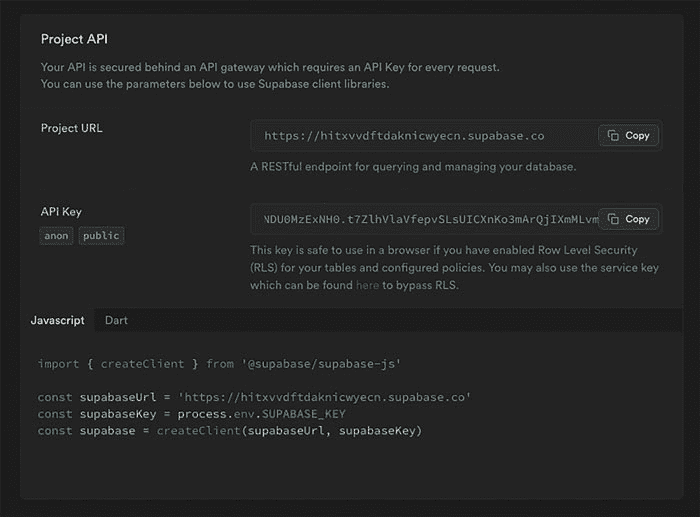 Project API
Your API is secured behind an API gateway which requires an API Key for every request.
You can use the parameters below to use Supabase client libraries.
Project URL
https://hitxvvdftdaknicwyecn.supabase.co
Copy
A RESTful endpoint for querying and managing your database.
API Key
anon public
NDU0MzExNH0.t7ZlhVlaVfepvSLsUICXnKo3mArQjIXmMLvm
Copy
This key is safe to use in a browser if you have enabled Row Level Security
(RLS) for your tables and configured policies. You may also use the service key
which can be found here to bypass RLS.
Javascript Dart
import { createClient } from '@supabase/supabase-js'
const supabaseUrl = 'https://hitxvvdftdaknicwyecn.supabase.co'
const supabaseKey = process.env.SUPABASE_KEY
const supabase = createClient(supabaseUrl, supabaseKey)